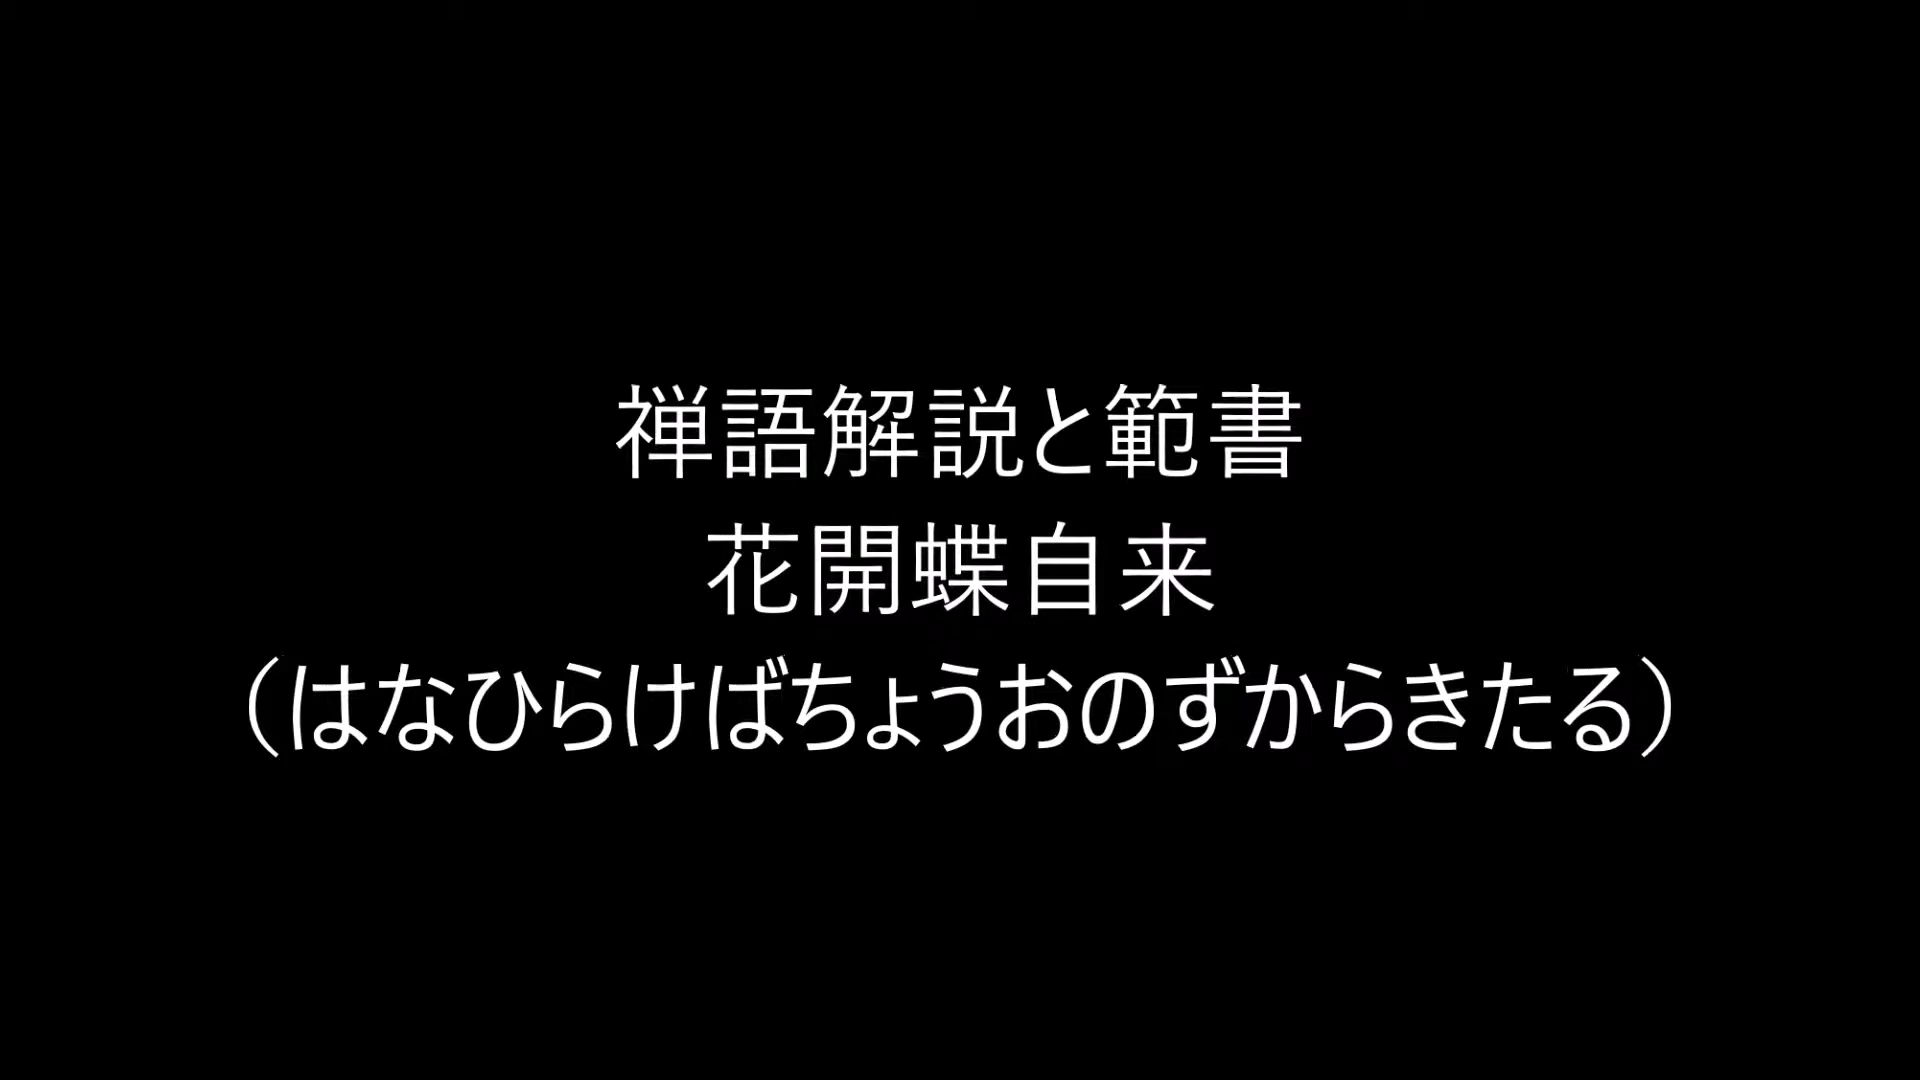 禅語解説と範書
花開蝶自来
（はなひらけばちょうおのずからきたる）